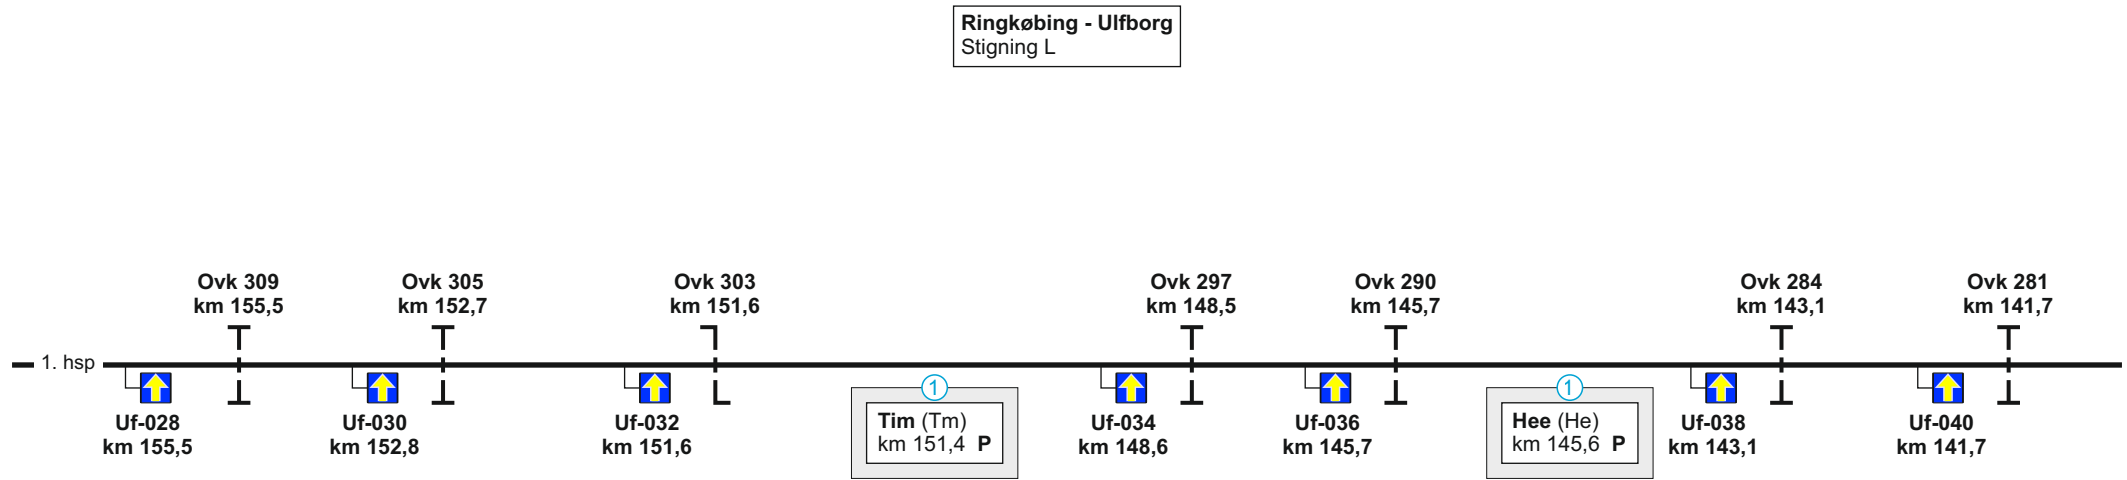 Ringkøbing - Ulfborg
Stigning L
Ovk 309
km 155,5
Ovk 305
km 152,7
Ovk 303
km 151,6
Ovk 297
km 148,5
Ovk 290
km 145,7
Ovk 284
km 143,1
Ovk 281
km 141,7
1. hsp
Uf-028
km 155,5
Uf-030
km 152,8
Uf-032
km 151,6
1
Tim (Tm)
km 151,4 P
Uf-034
km 148,6
Uf-036
km 145,7
1
Hee (He)
km 145,6 P
Uf-038
km 143,1
Uf-040
km 141,7